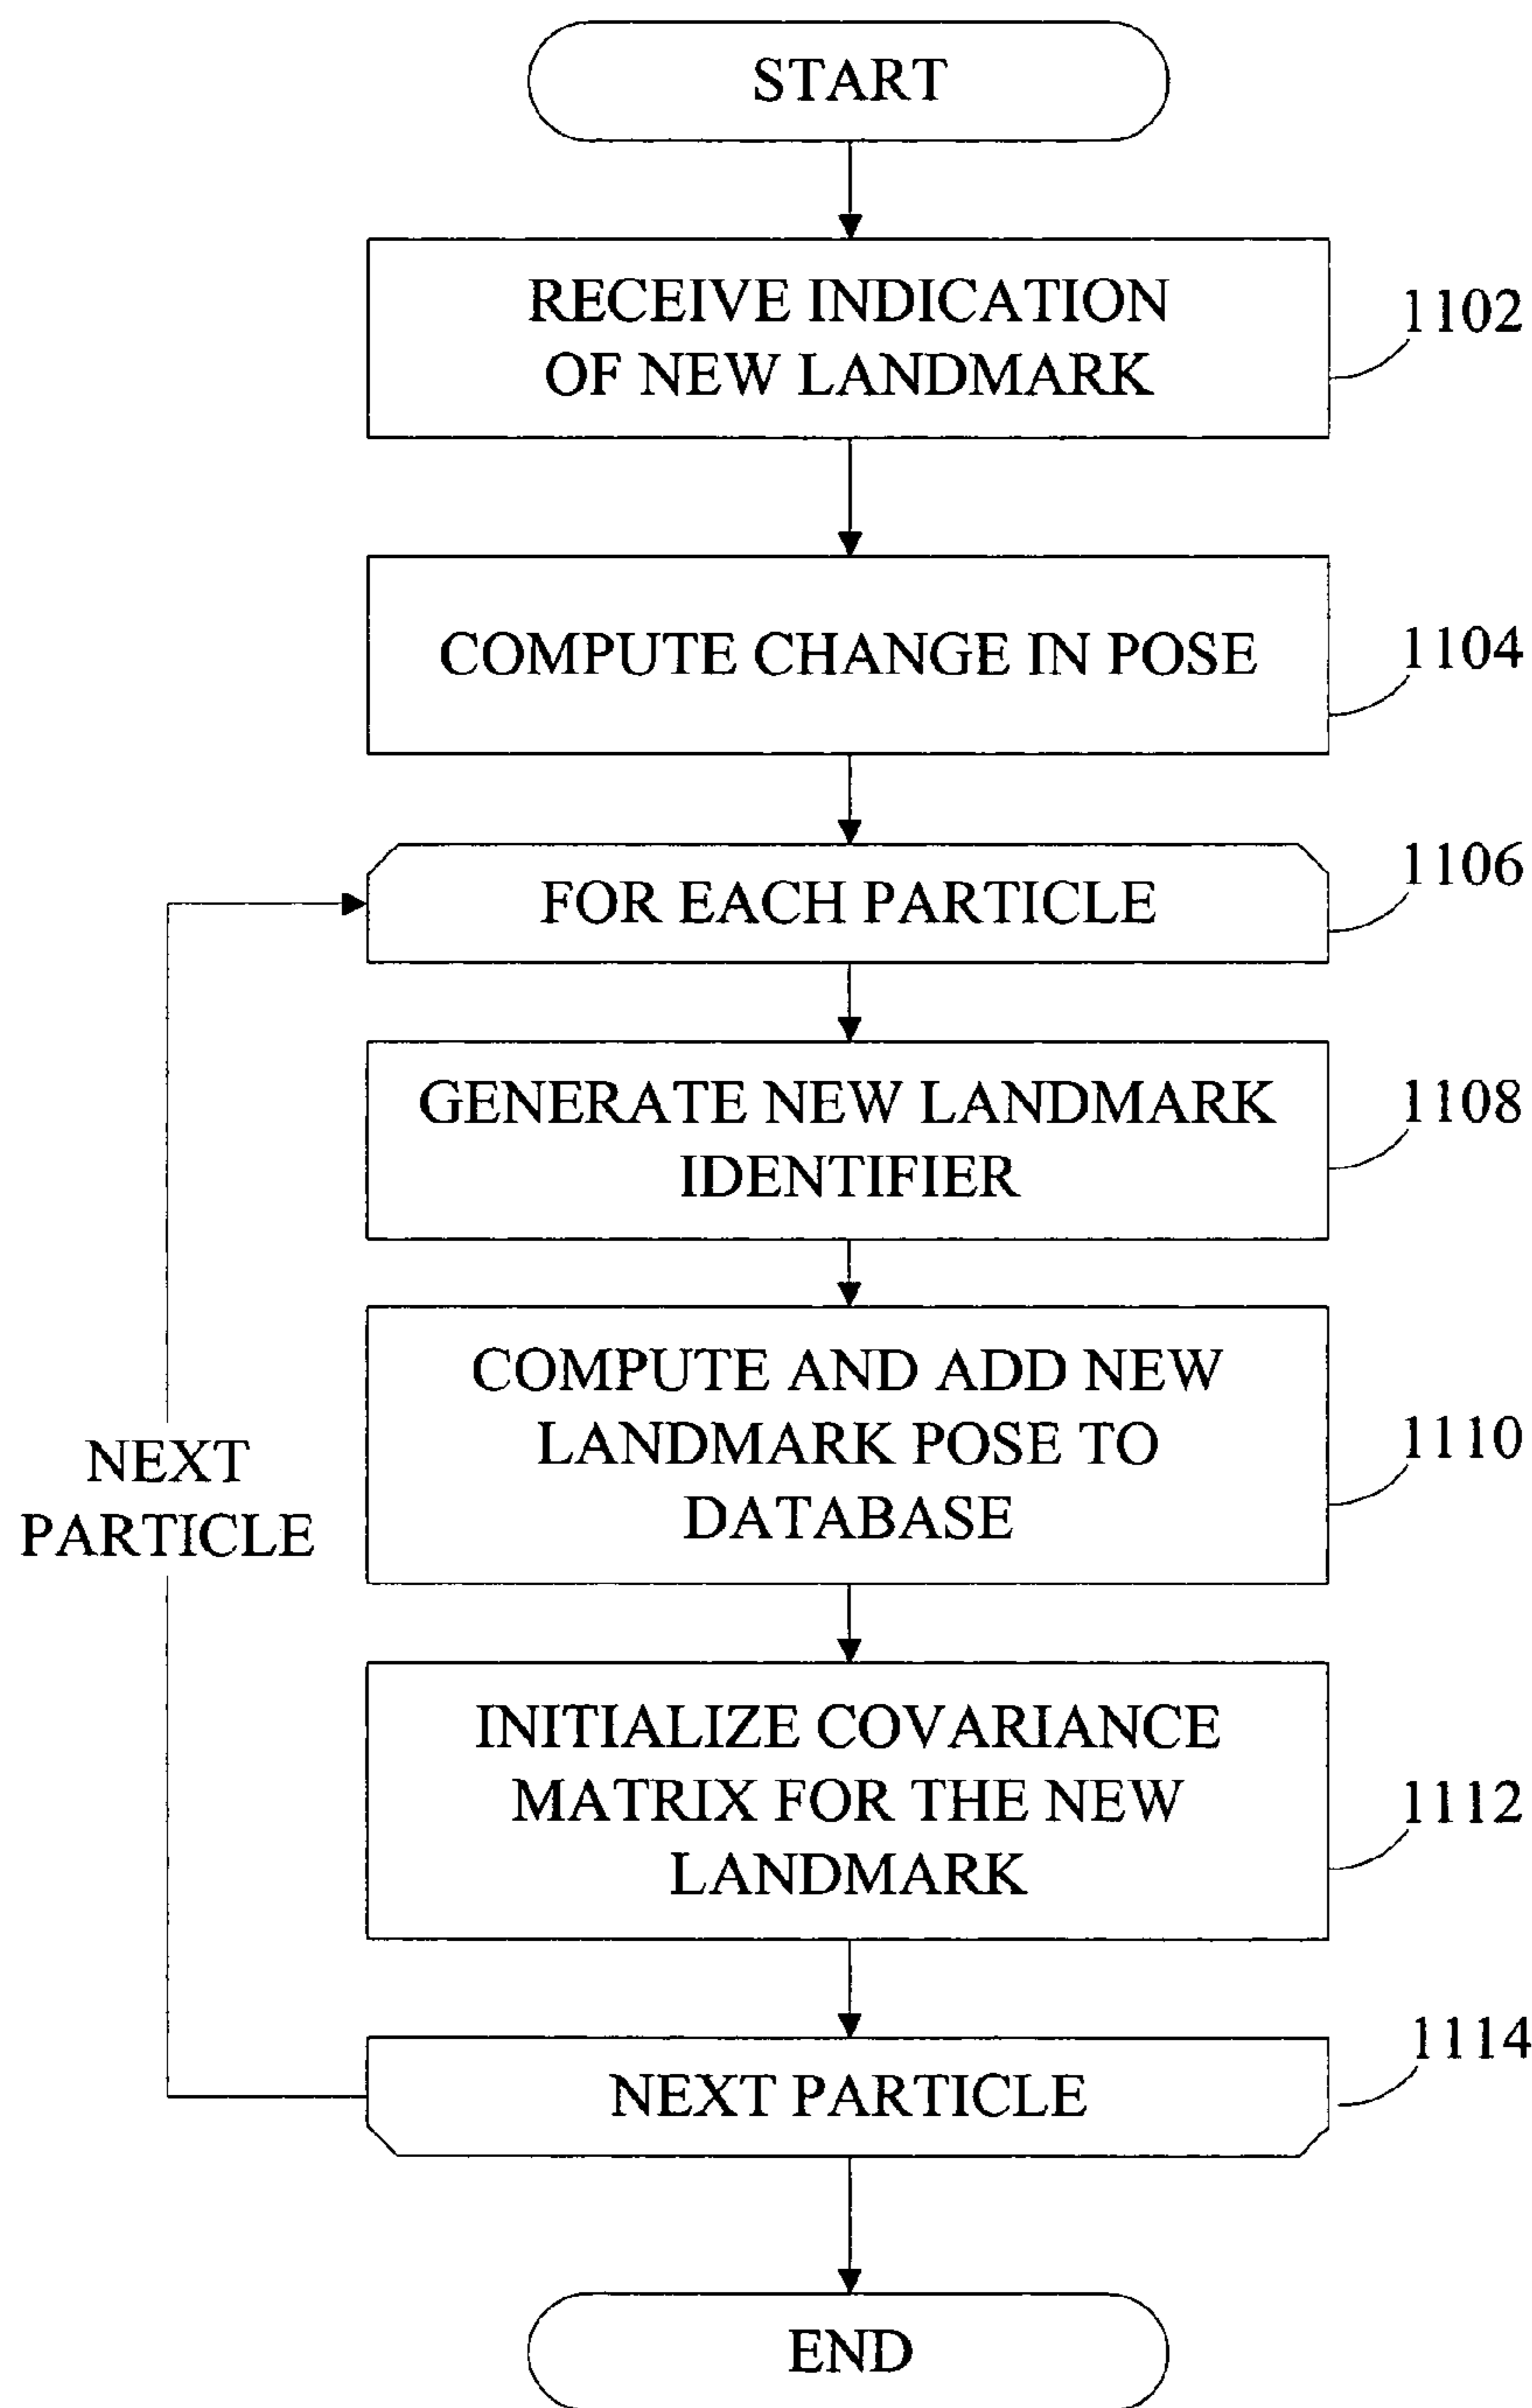 START
RECEIVE INDICATION
OF NEW LANDMARK
1102
COMPUTE CHANGE IN POSE
1104
FOR EACH PARTICLE
1106
GENERATE NEW LANDMARK
IDENTIFIER
1108
COMPUTE AND ADD NEW
LANDMARK POSE TO
DATABASE
1110
NEXT
PARTICLE
INITIALIZE COVARIANCE
MATRIX FOR THE NEW
LANDMARK
1112
NEXT PARTICLE
1114
END